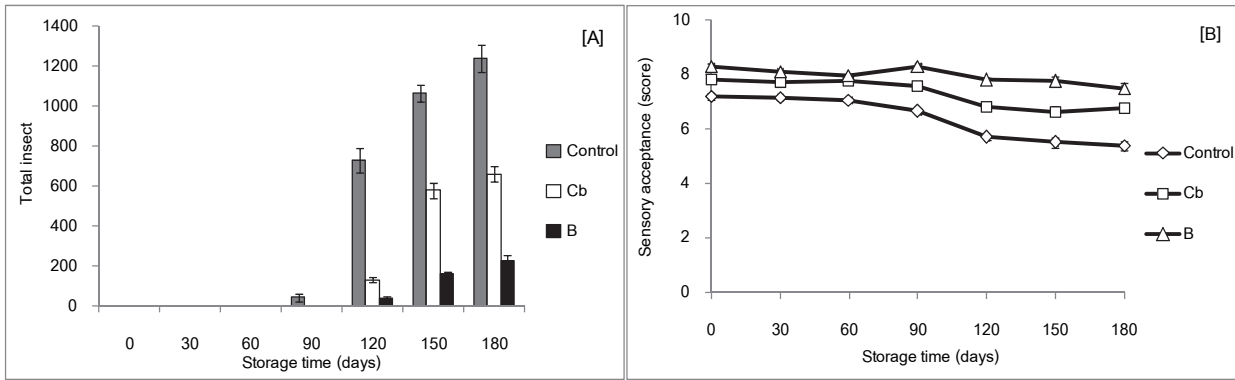 [A]
Total insect
1400
1200
1000
800
600
400
200
0
0 30 60 90 120 150 180
Storage time (days)
Control
Cb
B
[B]
Sensory acceptance (score)
10
8
6
4
2
0
0 30 60 90 120 150 180
Storage time (days)
Control
Cb
B